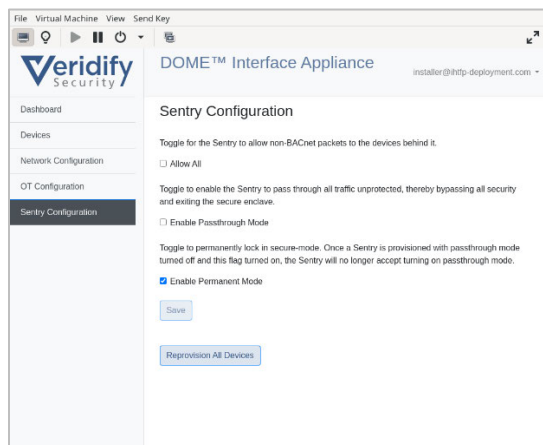 File Virtual Machine View Send Key
Veridify
Security
DOME™ Interface Appliance
installer@ihtfp-deployment.com
Dashboard
Devices
Network Configuration
OT Configuration
Sentry Configuration
Sentry Configuration
Toggle for the Sentry to allow non-BACnet packets to the devices behind it.
Allow All
Toggle to enable the Sentry to pass through all traffic unprotected, thereby bypassing all security
and exiting the secure enclave.
Enable Passthrough Mode
Toggle to permanently lock in secure-mode. Once a Sentry is provisioned with passthrough mode
turned off and this flag turned on, the Sentry will no longer accept turning on passthrough mode.
Enable Permanent Mode
Save
Reprovision All Devices